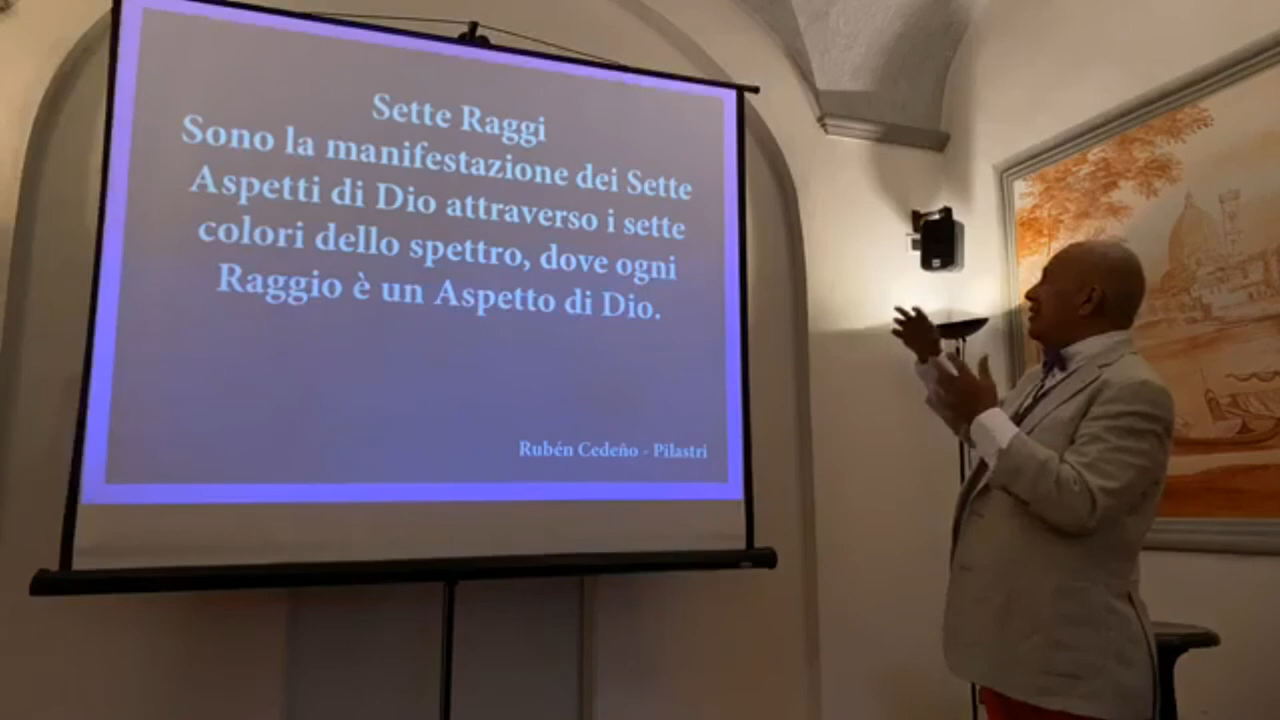 Sette Raggi
Sono la manifestazione dei Sette
Aspetti di Dio attraverso i sette
colori dello spettro, dove ogni
Raggio è un Aspetto di Dio.
Rubén Cedeño - Pilastri